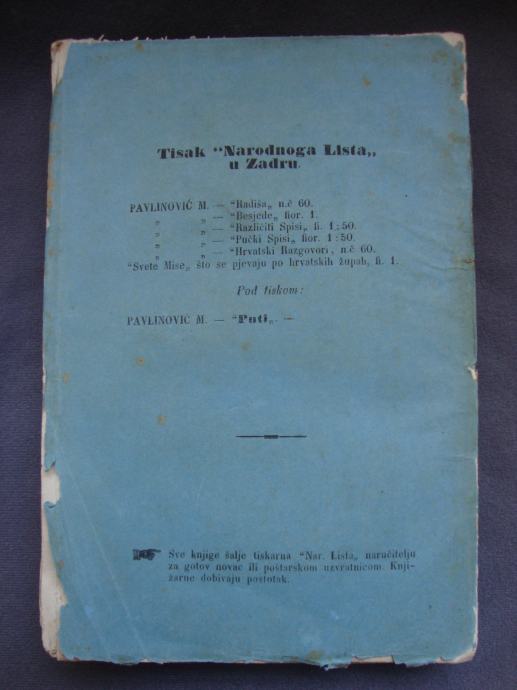 Tisak “Narodnoga Lista„
u Zadru.
PAVLINOVIĆ M. — “Radiša„ n.č 60.
„ „ — “Besjede„ fior. 1.
„ „ — “Različiti Spisi„ fi. 1:50.
„ „ — “Pučki Spisi„ fior. 1:50.
„ „ — “Hrvatski Razgovori, n.č 60.
“Svete Mise„ što se pjevaju po hrvatskih župah, fi. 1.
Pod tiskom:
PAVLINOVIĆ M. — “Puti„. —
Sve knjige šalje tiskarna “Nar. Lista„ naručitelju
za gotov novac ili poštarskom uzvratnicom. Knji-
žarne dobivaju postotak.